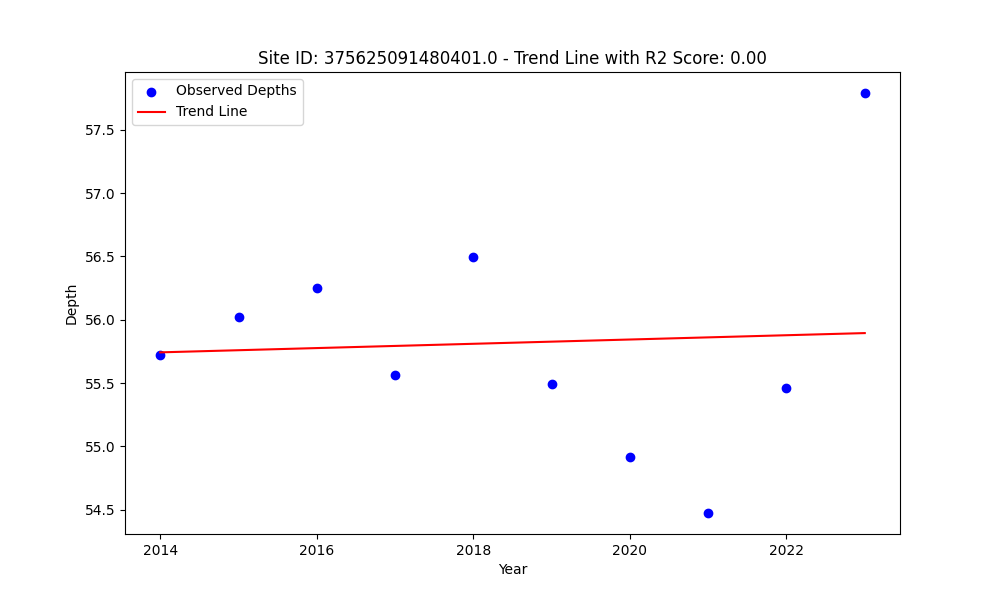 Site ID: 375625091480401.0 - Trend Line with R2 Score: 0.00
Observed Depths
Trend Line
57.5
57.0
56.5
56.0
55.5
55.0
54.5
Depth
2014
2016
2018
2020
2022
Year